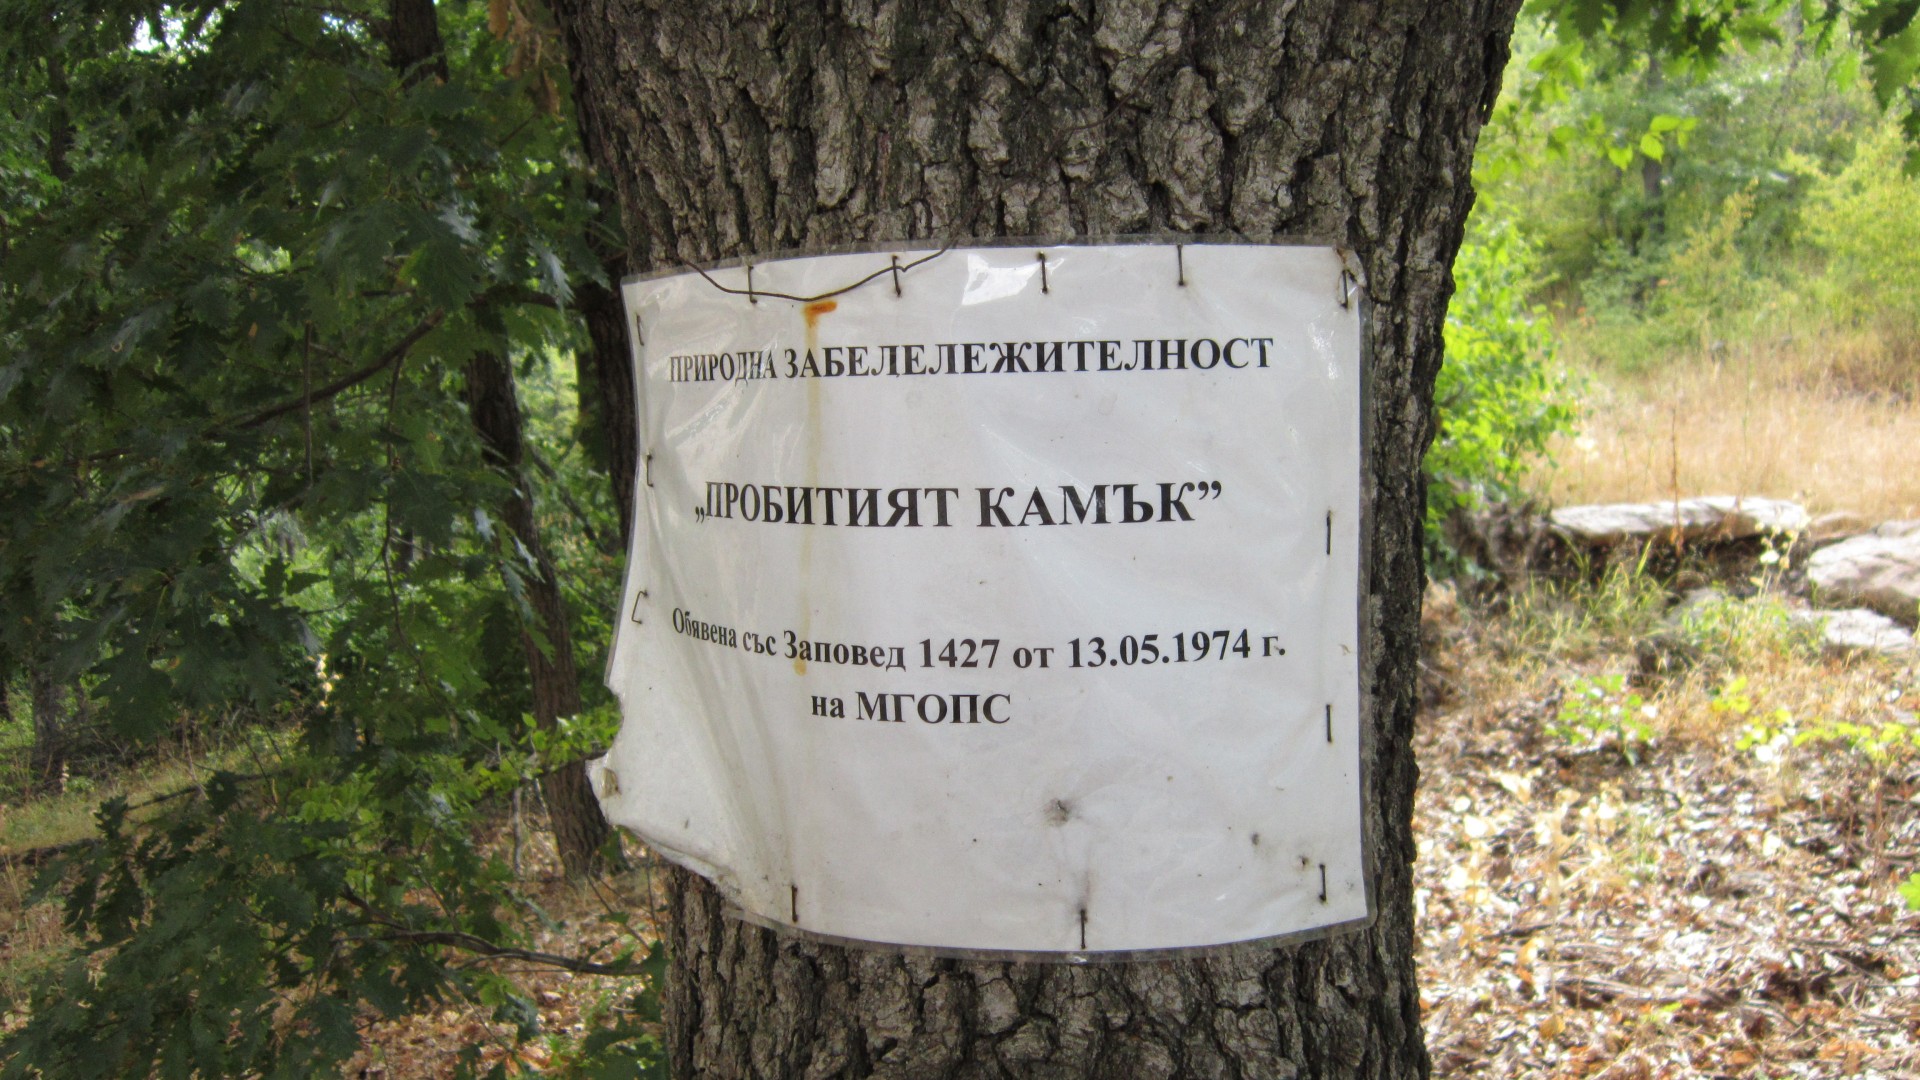 ПРИРОДНА ЗАБЕЛЕЛЕЖИТЕЛНОСТ
„ПРОБИТИЯТ КАМЪК”
Обявена със Заповед 1427 от 13.05.1974 г.
на МГОПС